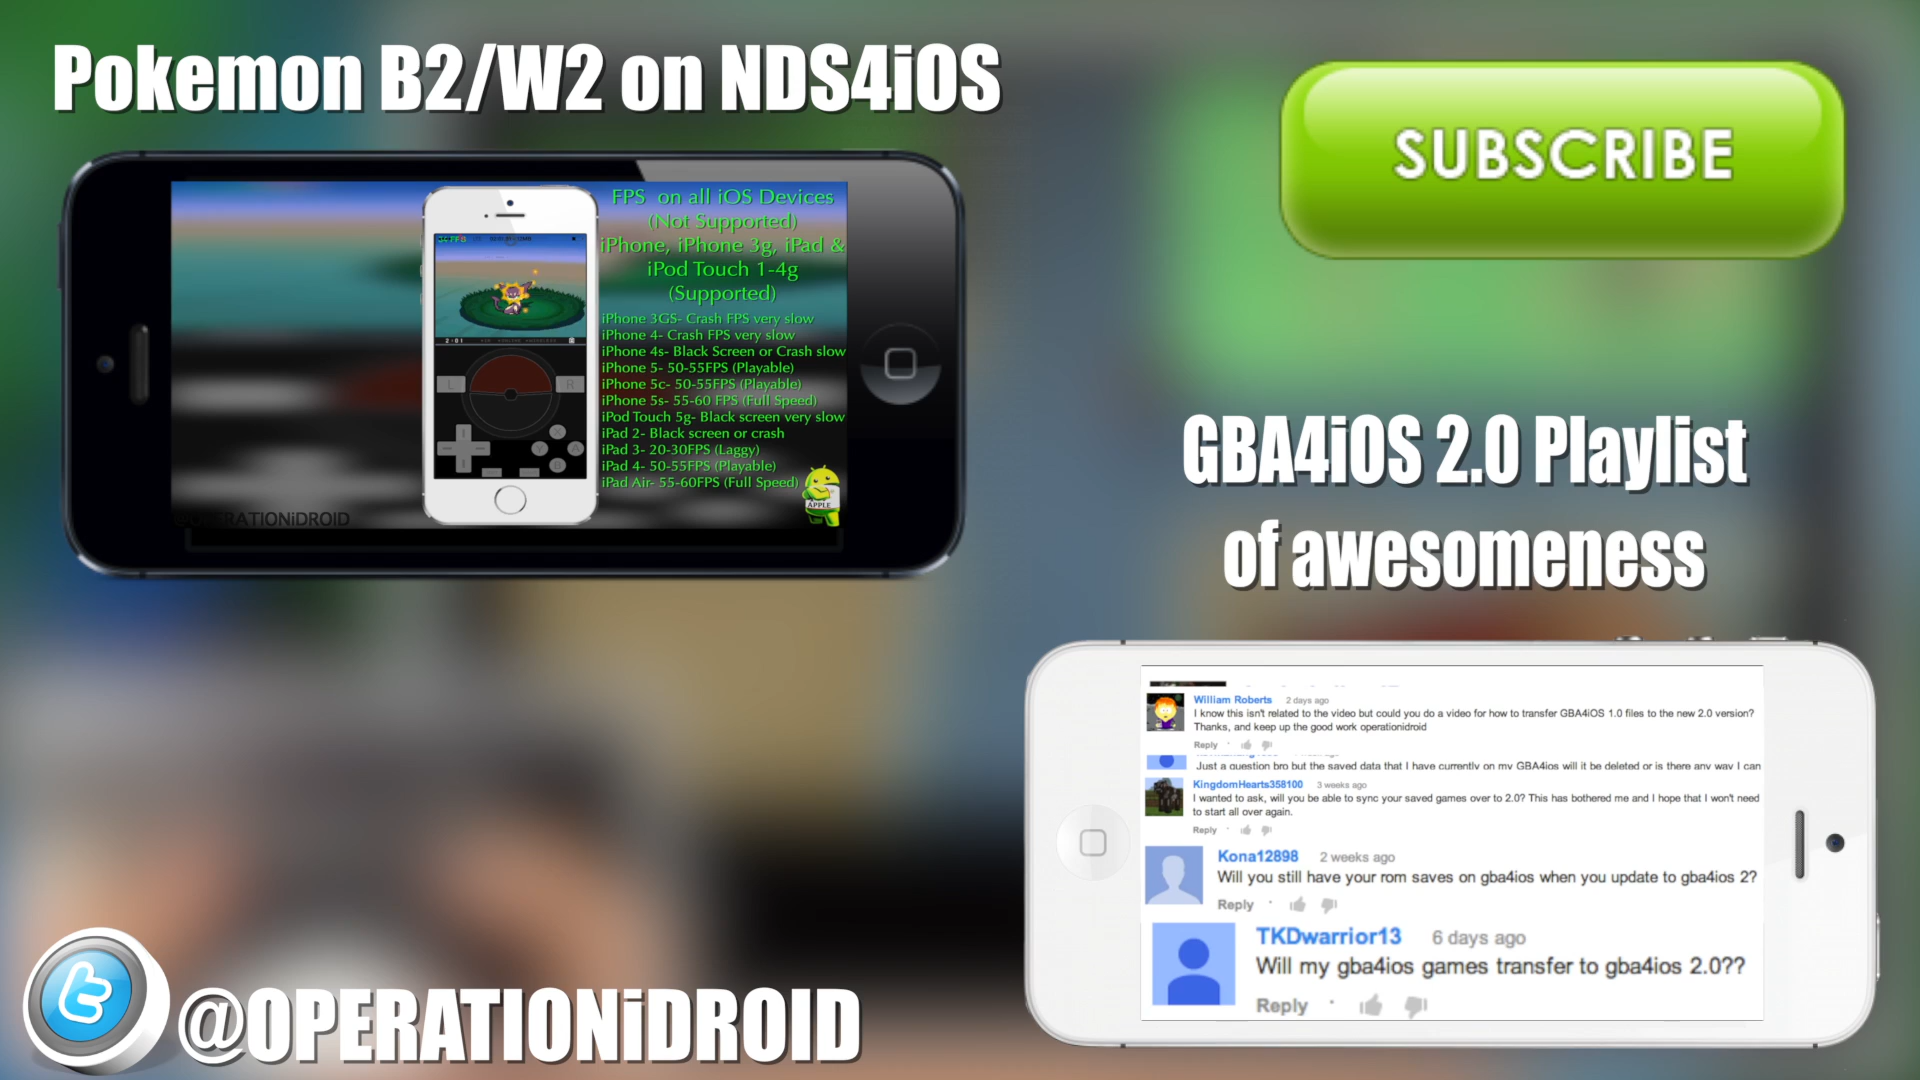 Pokemon B2/W2 on NDS4iOS
SUBSCRIBE
FPS on all iOS Devices
(Not Supported)
iPhone, iPhone 3g, iPad &
iPod Touch 1-4g
(Supported)
iPhone 3GS- Crash FPS very slow
iPhone 4- Crash FPS very slow
iPhone 4s- Black Screen or Crash slow
iPhone 5- 50-55FPS (Playable)
iPhone 5c- 50-55FPS (Playable)
iPhone 5s- 55-60 FPS (Full Speed)
iPod Touch 5g- Black screen very slow
iPad 2- Black screen or crash
iPad 3- 20-30FPS (Laggy)
iPad 4- 50-55FPS (Playable)
iPad Air- 55-60FPS (Full Speed)
L
R
X
Y
A
B
APPLE
@OPERATIONiDROID
GBA4iOS 2.0 Playlist
of awesomeness
William Roberts 2 days ago
I know this isn't related to the video but could you do a video for how to transfer GBA4iOS 1.0 files to the new 2.0 version?
Thanks, and keep up the good work operationidroid
Reply
Just a question bro but the saved data that I have currently on my GBA4ios will it be deleted or is there any way I can
KingdomHearts358100 3 weeks ago
I wanted to ask, will you be able to sync your saved games over to 2.0? This has bothered me and I hope that I won't need
to start all over again.
Reply
Kona12898 2 weeks ago
Will you still have your rom saves on gba4ios when you update to gba4ios 2?
Reply
TKDwarrior13 6 days ago
Will my gba4ios games transfer to gba4ios 2.0??
Reply
@OPERATIONiDROID